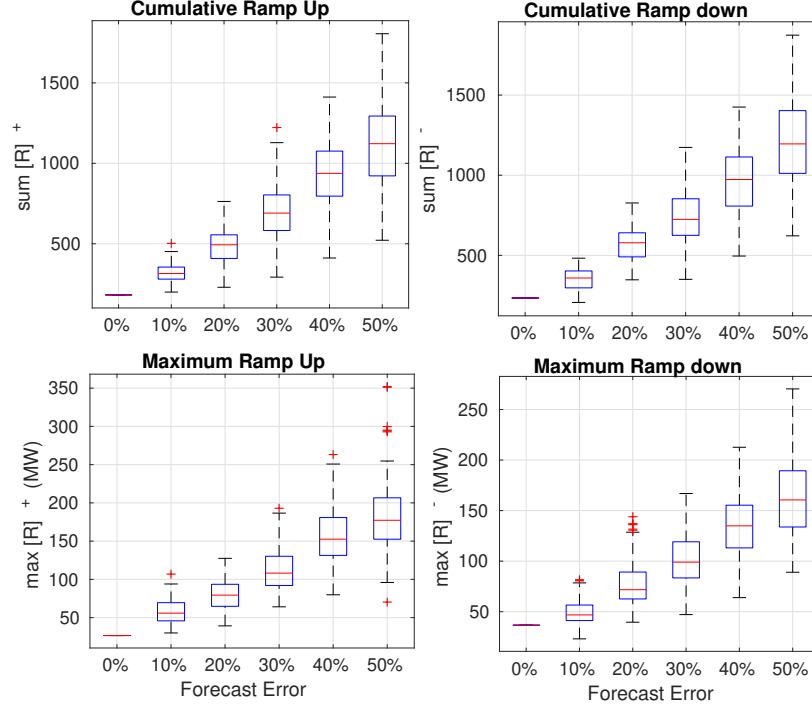 Cumulative Ramp Up
sum [R] +
1500
1000
500
0% 10% 20% 30% 40% 50%
Cumulative Ramp down
sum [R] -
1500
1000
500
0% 10% 20% 30% 40% 50%
Maximum Ramp Up
max [R] + (MW)
350
300
250
200
150
100
50
0% 10% 20% 30% 40% 50%
Forecast Error
Maximum Ramp down
max [R] - (MW)
250
200
150
100
50
0% 10% 20% 30% 40% 50%
Forecast Error